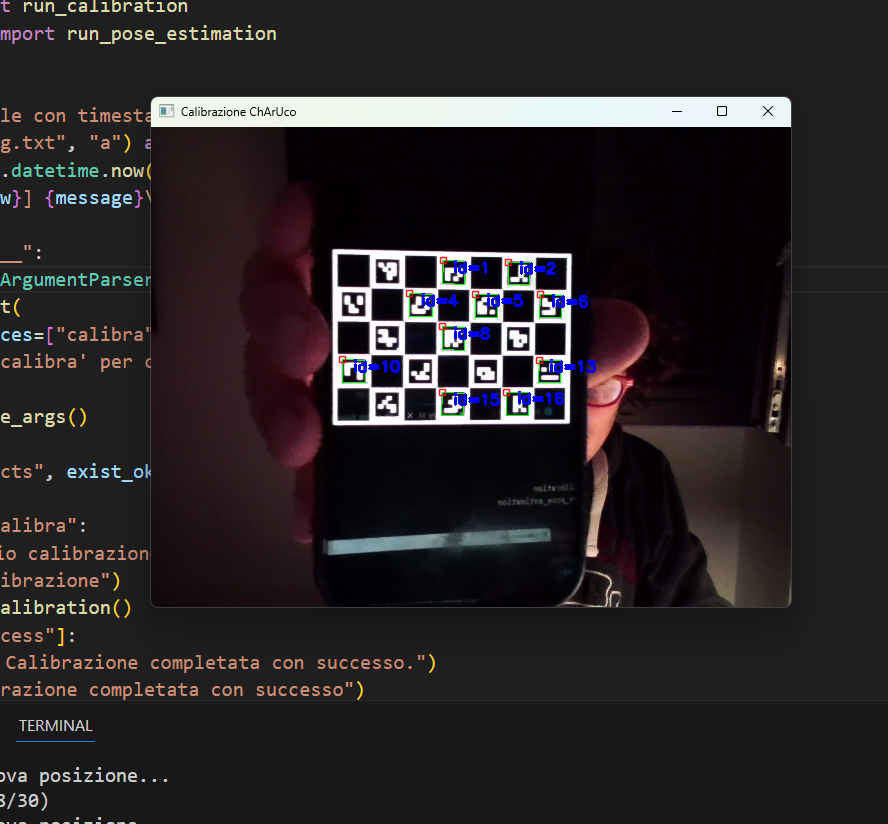 t run_calibration
mport run_pose_estimation
le con timesta
g.txt", "a") a
.datetime.now(
w}] {message}\
__":
ArgumentParser
t(
ces=["calibra"
calibra' per c
e_args()
cts", exist_ok
alibra":
io calibrazion
ibrazione")
alibration()
cess"]:
Calibrazione completata con successo.")
razione completata con successo")
Calibrazione ChArUco
id=1 id=2
id=4 id=5 id=6
id=8
id=10 id=13
id=15 id=16
TERMINAL
ova posizione...
/30)